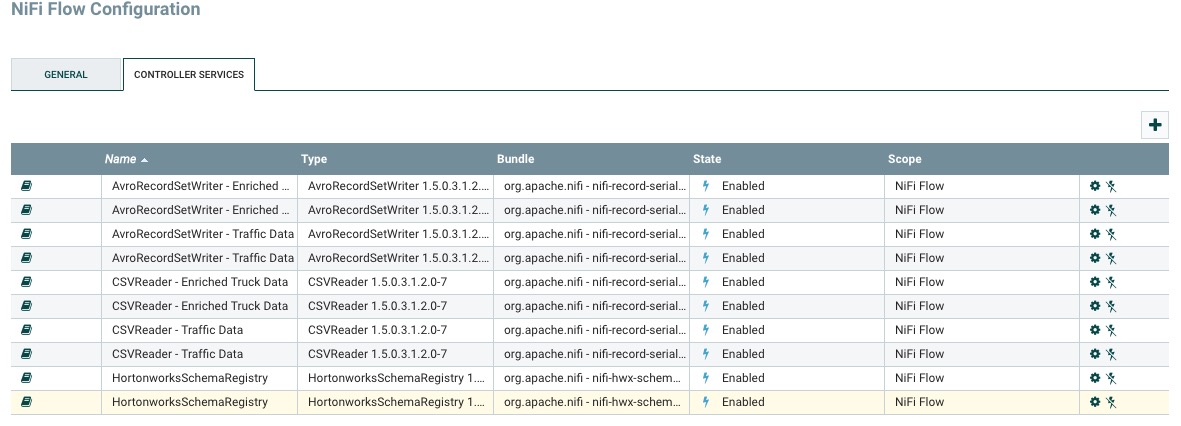 NiFi Flow Configuration
GENERAL CONTROLLER SERVICES
Name Type Bundle State Scope
AvroRecordSetWriter - Enriched ... AvroRecordSetWriter 1.5.0.3.1.2.... org.apache.nifi - nifi-record-serial... Enabled NiFi Flow
AvroRecordSetWriter - Enriched ... AvroRecordSetWriter 1.5.0.3.1.2.... org.apache.nifi - nifi-record-serial... Enabled NiFi Flow
AvroRecordSetWriter - Traffic Data AvroRecordSetWriter 1.5.0.3.1.2.... org.apache.nifi - nifi-record-serial... Enabled NiFi Flow
AvroRecordSetWriter - Traffic Data AvroRecordSetWriter 1.5.0.3.1.2.... org.apache.nifi - nifi-record-serial... Enabled NiFi Flow
CSVReader - Enriched Truck Data CSVReader 1.5.0.3.1.2.0-7 org.apache.nifi - nifi-record-serial... Enabled NiFi Flow
CSVReader - Enriched Truck Data CSVReader 1.5.0.3.1.2.0-7 org.apache.nifi - nifi-record-serial... Enabled NiFi Flow
CSVReader - Traffic Data CSVReader 1.5.0.3.1.2.0-7 org.apache.nifi - nifi-record-serial... Enabled NiFi Flow
CSVReader - Traffic Data CSVReader 1.5.0.3.1.2.0-7 org.apache.nifi - nifi-record-serial... Enabled NiFi Flow
HortonworksSchemaRegistry HortonworksSchemaRegistry 1.... org.apache.nifi - nifi-hwx-schem... Enabled NiFi Flow
HortonworksSchemaRegistry HortonworksSchemaRegistry 1.... org.apache.nifi - nifi-hwx-schem... Enabled NiFi Flow